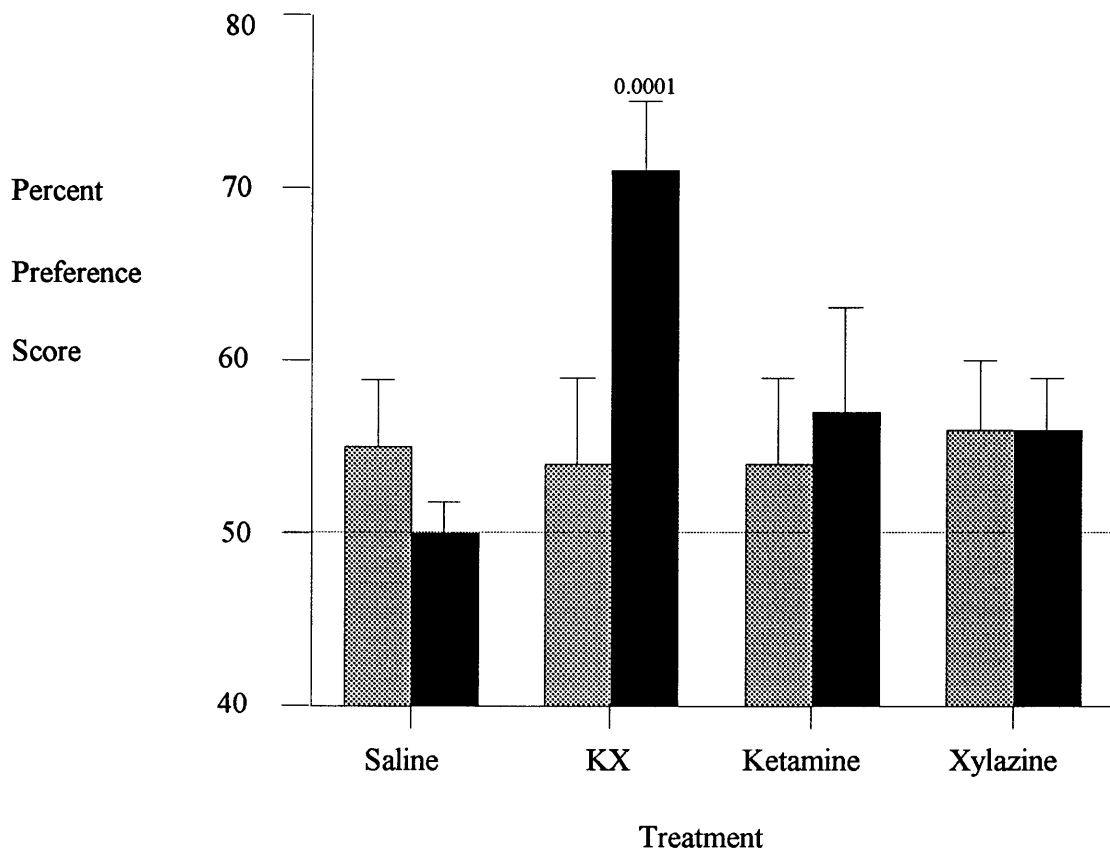 80
0.0001
Percent
70
Preference
Score
60
50
40
Saline KX Ketamine Xylazine
Treatment